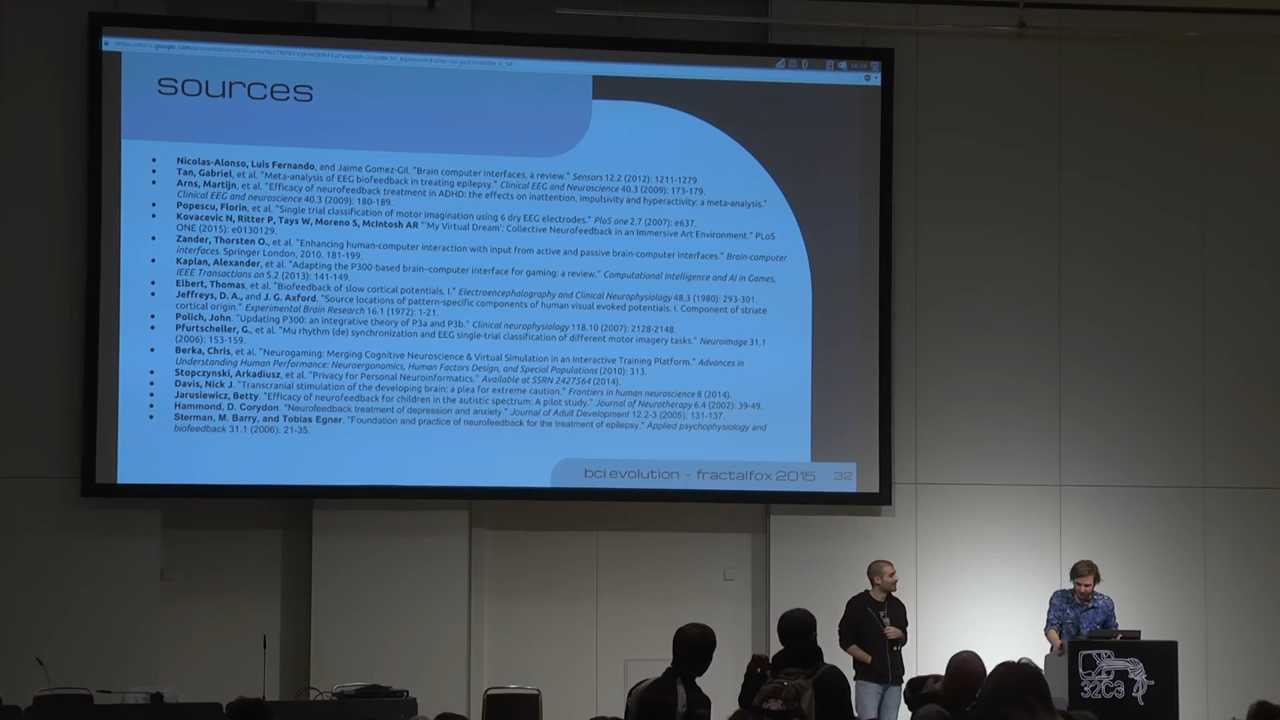 sources
• Nicolas-Alonso, Luis Fernando, and Jaime Gomez-Gil. "Brain computer interfaces, a review." Sensors 12.2 (2012): 1211-1279.
• Tan, Gabriel, et al. "Meta-analysis of EEG biofeedback in treating epilepsy." Clinical EEG and Neuroscience 40.3 (2009): 173-179.
• Arns, Martijn, et al. "Efficacy of neurofeedback treatment in ADHD: the effects on inattention, impulsivity and hyperactivity: a meta-analysis."
Clinical EEG and neuroscience 40.3 (2009): 180-189.
• Popescu, Florin, et al. "Single trial classification of motor imagination using 6 dry EEG electrodes." PloS one 2.7 (2007): e637.
• Kovacevic N, Ritter P, Tays W, Moreno S, McIntosh AR "'My Virtual Dream': Collective Neurofeedback in an Immersive Art Environment." PLoS
ONE (2015): e0130129.
• Zander, Thorsten O., et al. "Enhancing human-computer interaction with input from active and passive brain-computer interfaces." Brain-computer
interfaces. Springer London, 2010. 181-199.
• Kaplan, Alexander, et al. "Adapting the P300-based brain–computer interface for gaming: a review." Computational Intelligence and AI in Games,
IEEE Transactions on 5.2 (2013): 141-149.
• Elbert, Thomas, et al. "Biofeedback of slow cortical potentials. I." Electroencephalography and Clinical Neurophysiology 48.3 (1980): 293-301.
• Jeffreys, D. A., and J. G. Axford. "Source locations of pattern-specific components of human visual evoked potentials. I. Component of striate
cortical origin." Experimental Brain Research 16.1 (1972): 1-21.
• Polich, John. "Updating P300: an integrative theory of P3a and P3b." Clinical neurophysiology 118.10 (2007): 2128-2148.
• Pfurtscheller, G., et al. "Mu rhythm (de) synchronization and EEG single-trial classification of different motor imagery tasks." Neuroimage 31.1
(2006): 153-159.
• Berka, Chris, et al. "Neurogaming: Merging Cognitive Neuroscience & Virtual Simulation in an Interactive Training Platform." Advances in
Understanding Human Performance: Neuroergonomics, Human Factors Design, and Special Populations (2010): 313.
• Stopczynski, Arkadiusz, et al. "Privacy for Personal Neuroinformatics." Available at SSRN 2427564 (2014).
• Davis, Nick J. "Transcranial stimulation of the developing brain: a plea for extreme caution." Frontiers in human neuroscience 8 (2014).
• Jarusiewicz, Betty. "Efficacy of neurofeedback for children in the autistic spectrum: A pilot study." Journal of Neurotherapy 6.4 (2002): 39-49.
• Hammond, D. Corydon. "Neurofeedback treatment of depression and anxiety." Journal of Adult Development 12.2-3 (2005): 131-137.
• Sterman, M. Barry, and Tobias Egner. "Foundation and practice of neurofeedback for the treatment of epilepsy." Applied psychophysiology and
biofeedback 31.1 (2006): 21-35.
bci evolution - fractalfox 2015 32
32C3